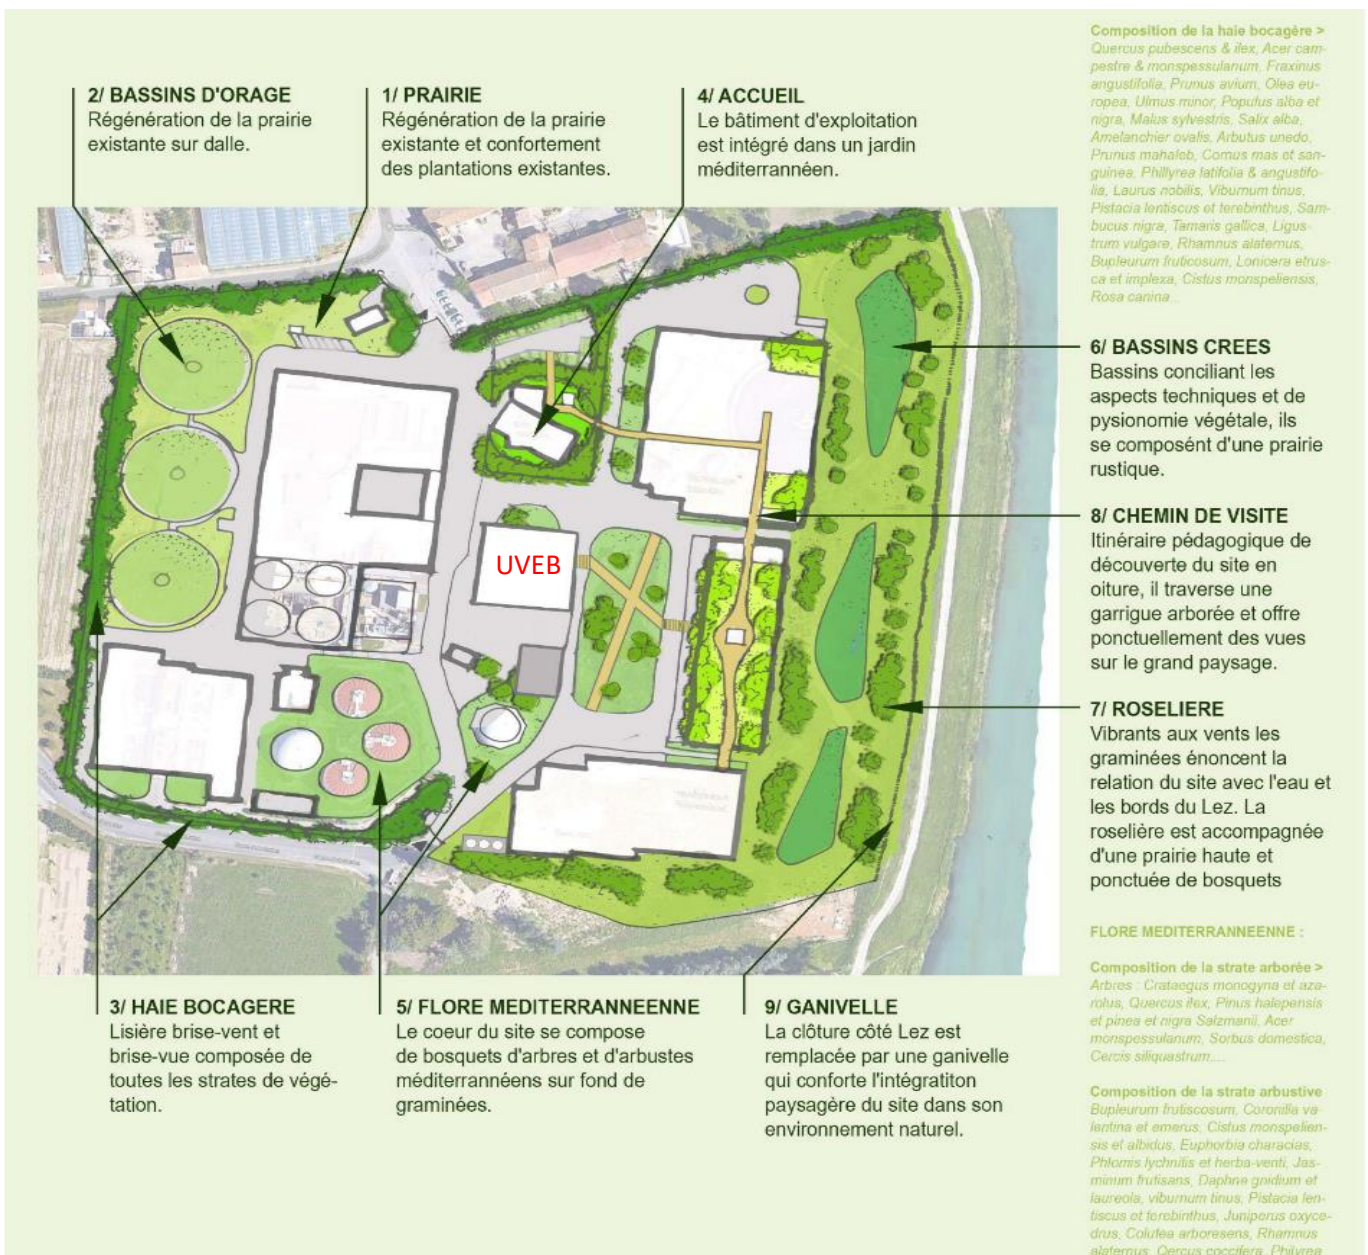 2/ BASSINS D'ORAGE
Régénération de la prairie
existante sur dalle.
1/ PRAIRIE
Régénération de la prairie
existante et confortement
des plantations existantes.
4/ ACCUEIL
Le bâtiment d'exploitation
est intégré dans un jardin
méditerrannéen.
Composition de la haie bocagère >
Quercus pubescens & ilex, Acer cam-
pestre & monspessulanum, Fraxinus
angustifolia, Prunus avium, Olea eu-
ropea, Ulmus minor, Populus alba et
nigra, Malus sylvestris, Salix alba,
Amelanchier ovalis, Arbutus unedo,
Prunus mahaleb, Cornus mas et san-
guinea, Phillyrea latifolia & angustifo-
lia, Laurus nobilis, Viburnum tinus,
Pistacia lentiscus et terebinthus, Sam-
bucus nigra, Tamaris gallica, Ligus-
trum vulgare, Rhamnus alaternus,
Bupleurum fruticosum, Lonicera etrus-
ca et implexa, Cistus monspeliensis,
Rosa canina...
6/ BASSINS CREES
Bassins conciliant les
aspects techniques et de
pysionomie végétale, ils
se composént d'une prairie
rustique.
8/ CHEMIN DE VISITE
Itinéraire pédagogique de
découverte du site en
oiture, il traverse une
garrigue arborée et offre
ponctuellement des vues
sur le grand paysage.
UVEB
7/ ROSELIERE
Vibrants aux vents les
graminées énoncent la
relation du site avec l'eau et
les bords du Lez. La
roselière est accompagnée
d'une prairie haute et
ponctuée de bosquets
3/ HAIE BOCAGERE
Lisière brise-vent et
brise-vue composée de
toutes les strates de végé-
tation.
5/ FLORE MEDITERRANNEENNE
Le coeur du site se compose
de bosquets d'arbres et d'arbustes
méditerrannéens sur fond de
graminées.
9/ GANIVELLE
La clôture côté Lez est
remplacée par une ganivelle
qui conforte l'intégratiton
paysagère du site dans son
environnement naturel.
FLORE MEDITERRANNEENNE :
Composition de la strate arborée >
Arbres : Crataegus monogyna et aza-
rolus, Quercus ilex, Pinus halepensis
et pinea et nigra Salzmanii, Acer
monspessulanum, Sorbus domestica,
Cercis siliquastrum....
Composition de la strate arbustive
Bupleurum frutiscosum, Coronilla va-
lentina et emerus, Cistus monspelien-
sis et albidus, Euphorbia characias,
Phlomis lychnitis et herba-venti, Jas-
minum frutisans, Daphne gnidium et
laureola, viburnum tinus, Pistacia len-
tiscus et terebinthus, Juniperus oxyce-
drus, Colutea arboresens, Rhamnus
alaternus, Qercus coccifera, Philyrea